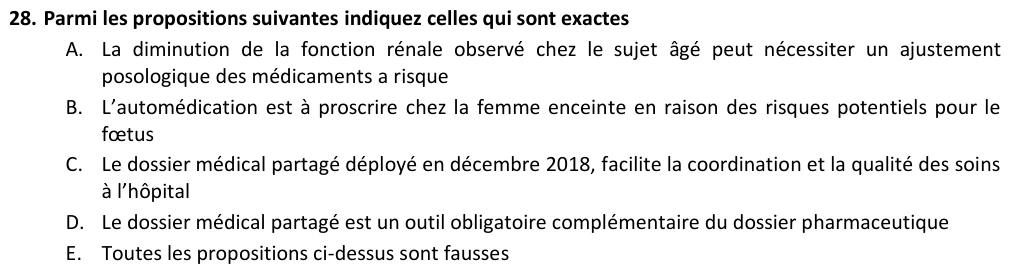 28. Parmi les propositions suivantes indiquez celles qui sont exactes
A. La diminution de la fonction rénale observé chez le sujet âgé peut nécessiter un ajustement
posologique des médicaments a risque
B. L’automédication est à proscrire chez la femme enceinte en raison des risques potentiels pour le
fœtus
C. Le dossier médical partagé déployé en décembre 2018, facilite la coordination et la qualité des soins
à l’hôpital
D. Le dossier médical partagé est un outil obligatoire complémentaire du dossier pharmaceutique
E. Toutes les propositions ci-dessus sont fausses